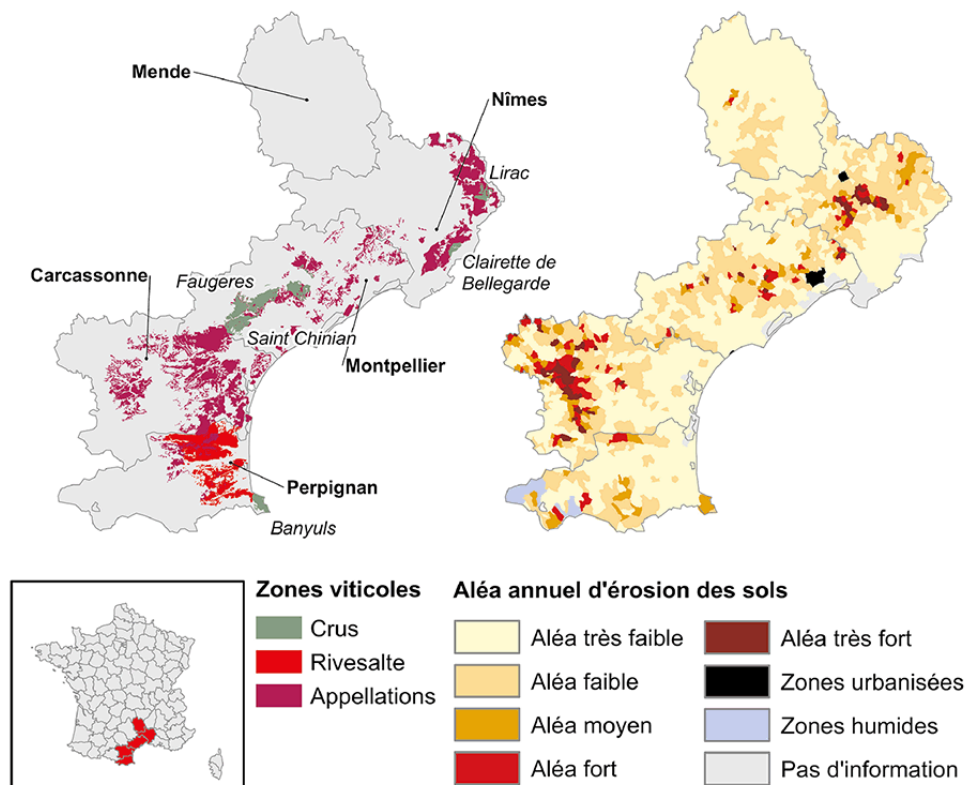 Mende
Nîmes
Lirac
Carcassonne
Faugeres
Clairette de
Bellegarde
Saint Chinian
Montpellier
Perpignan
Banyuls
Zones viticoles
Crus
Rivesalte
Appellations
Aléa annuel d'érosion des sols
Aléa très faible
Aléa faible
Aléa moyen
Aléa fort
Aléa très fort
Zones urbanisées
Zones humides
Pas d'information